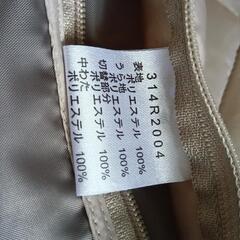 314R2004
表地
ポリエステル 100%
うら地
ポリエステル 100%
切替部分
ポリエステル 100%
中わた
ポリエステル 100%